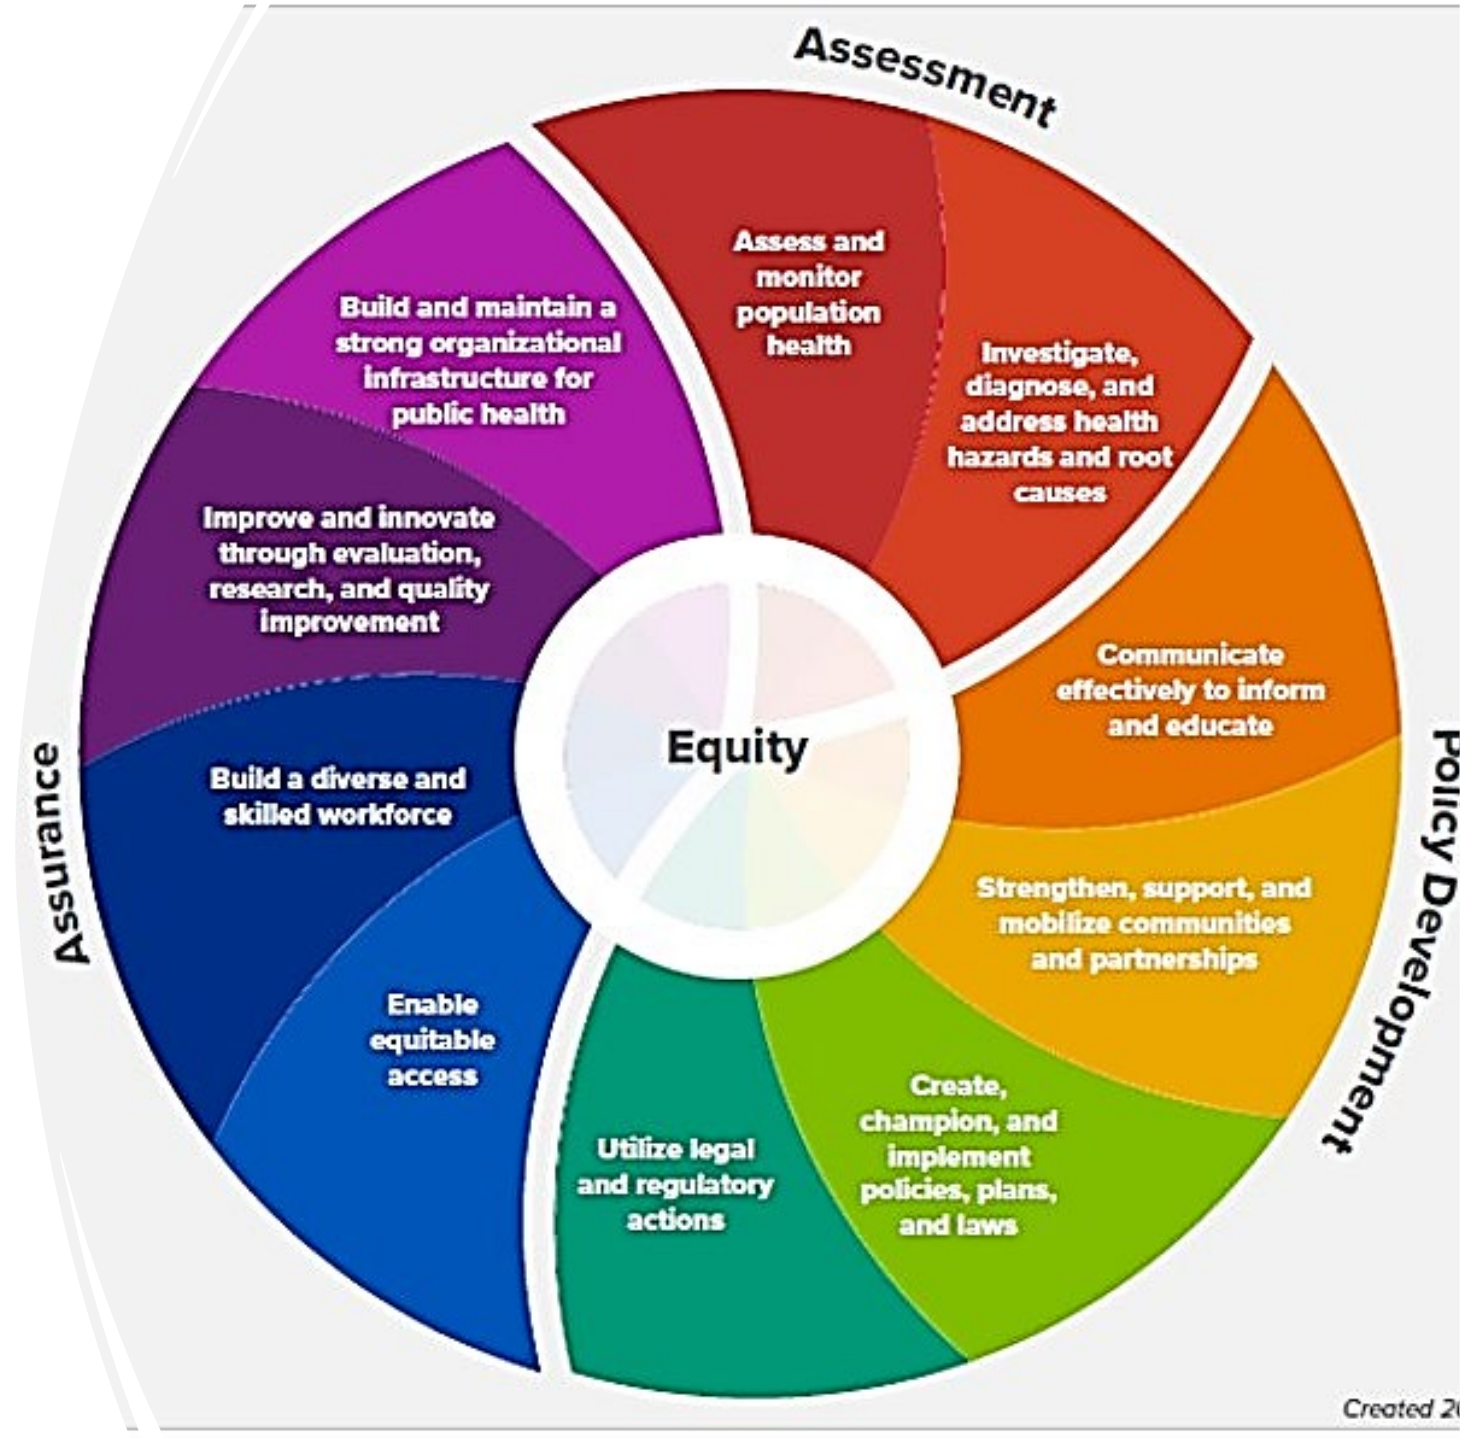 Assessment
Assess and
monitor
population
health
Investigate,
diagnose, and
address health
hazards and root
causes
Policy Development
Communicate
effectively to inform
and educate
Strengthen, support, and
mobilize communities
and partnerships
Create,
champion, and
implement
policies, plans,
and laws
Utilize legal
and regulatory
actions
Assurance
Enable
equitable
access
Build a diverse and
skilled workforce
Improve and innovate
through evaluation,
research, and quality
improvement
Build and maintain a
strong organizational
infrastructure for
public health
Equity
Created